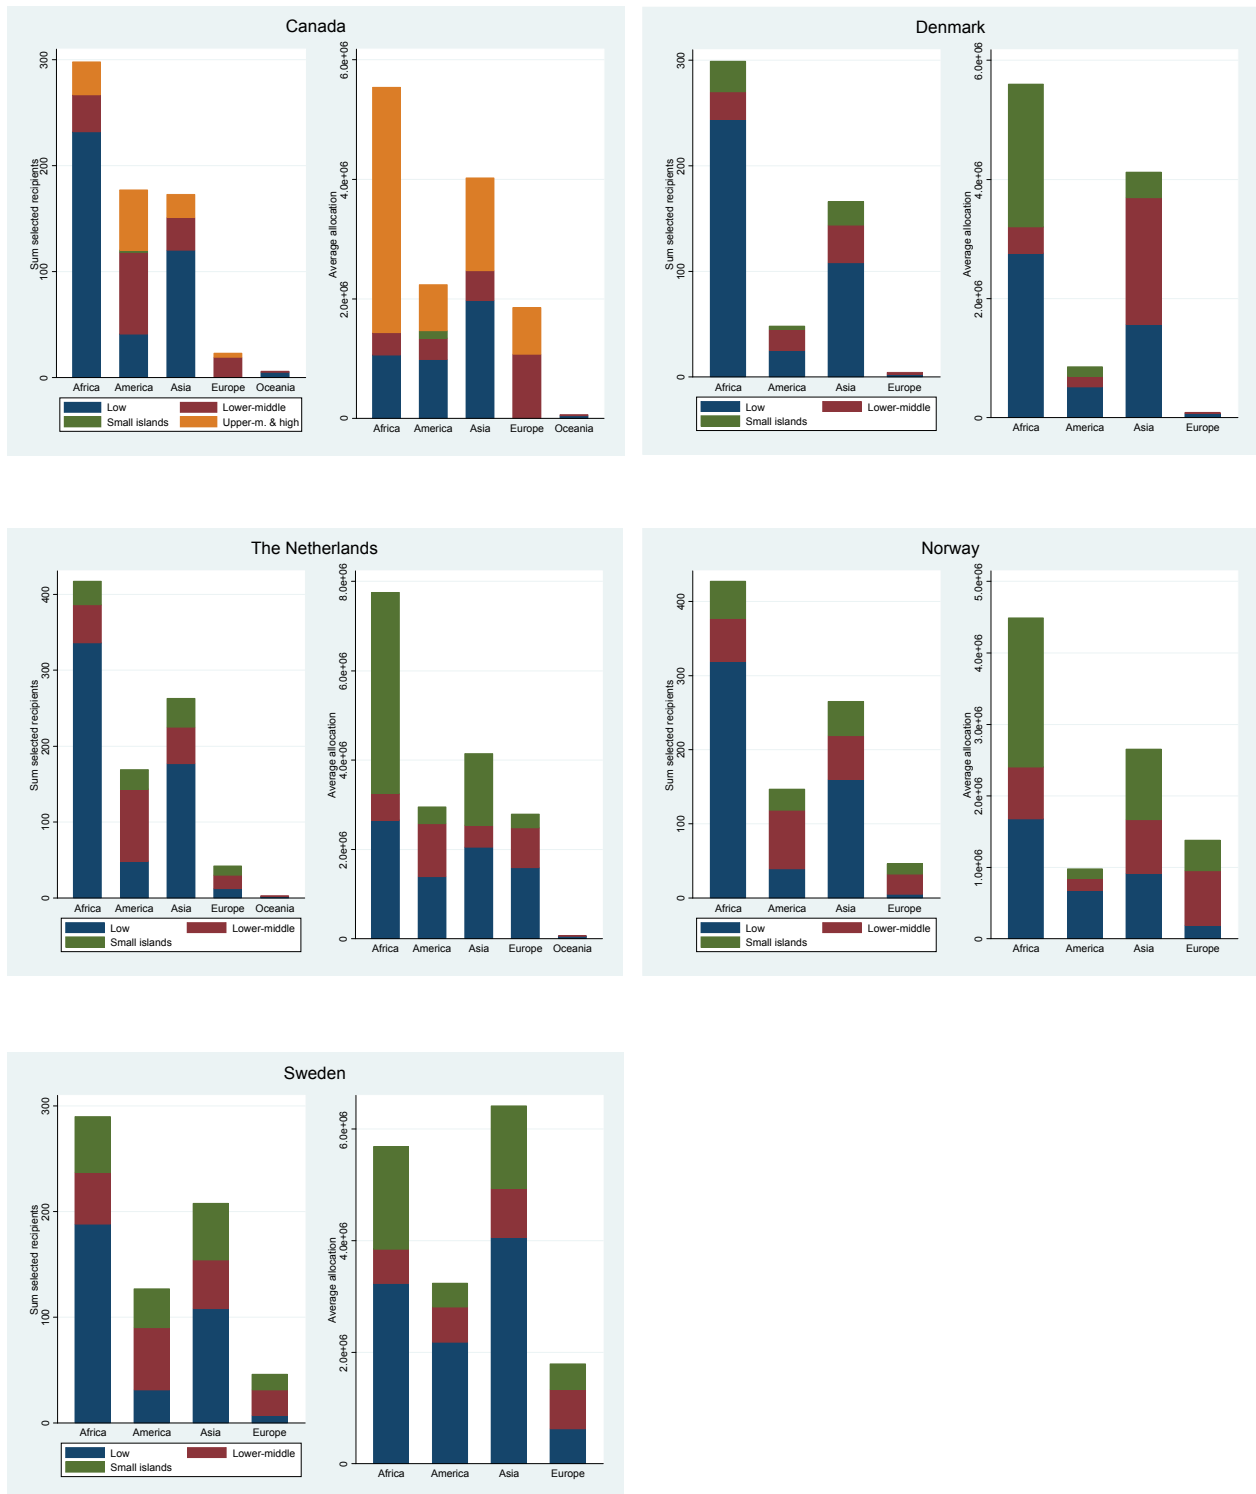 Canada
Sum selected recipients
0 100 200 300
Africa America Asia Europe Oceania
Low Lower-middle
Small islands Upper-m. & high
Average allocation
0 2.0e+06 4.0e+06 6.0e+06
Africa America Asia Europe Oceania
Denmark
Sum selected recipients
0 100 200 300
Africa America Asia Europe
Low Lower-middle
Small islands
Average allocation
0 2.0e+06 4.0e+06 6.0e+06
Africa America Asia Europe
The Netherlands
Sum selected recipients
0 100 200 300 400
Africa America Asia Europe Oceania
Low Lower-middle
Small islands
Average allocation
0 2.0e+06 4.0e+06 6.0e+06 8.0e+06
Africa America Asia Europe Oceania
Norway
Sum selected recipients
0 100 200 300 400
Africa America Asia Europe
Low Lower-middle
Small islands
Average allocation
0 1.0e+06 2.0e+06 3.0e+06 4.0e+06 5.0e+06
Africa America Asia Europe
Sweden
Sum selected recipients
0 100 200 300
Africa America Asia Europe
Low Lower-middle
Small islands
Average allocation
0 2.0e+06 4.0e+06 6.0e+06
Africa America Asia Europe